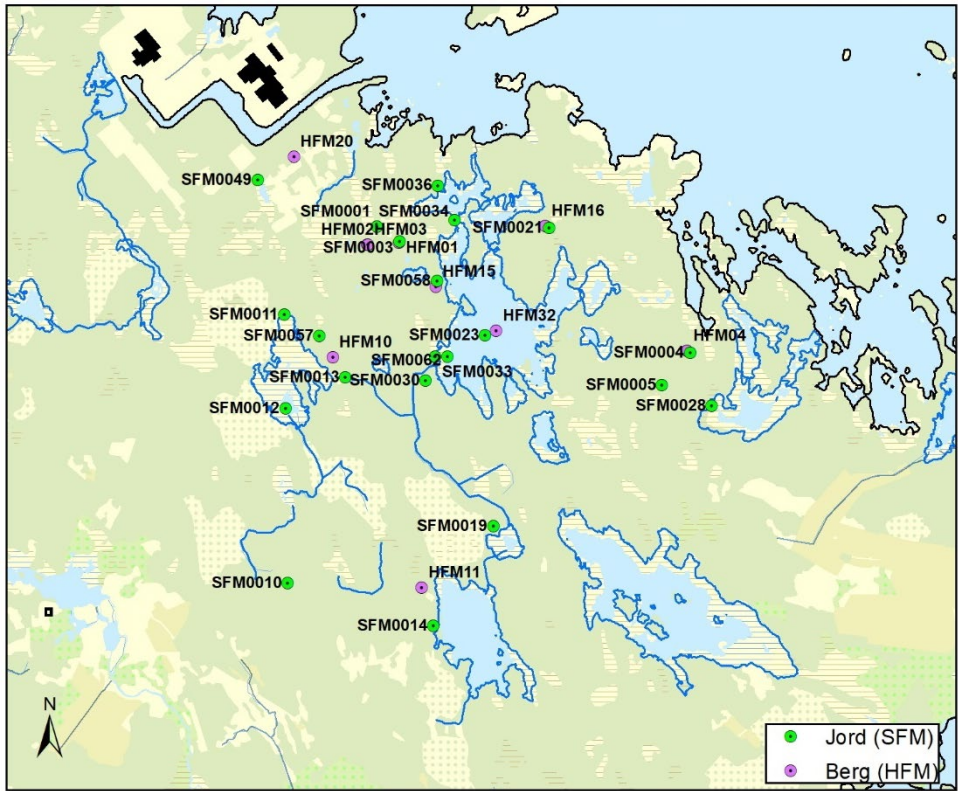 HFM20
SFM0049
SFM0036
SFM0001 SFM0034
HFM16
HFM02 HFM03
SFM0021
SFM0003 HFM01
HFM15
SFM0058
SFM0011
HFM32
SFM0057
SFM0023
HFM04
HFM10
SFM0062
SFM0004
SFM0033
SFM0013 SFM0030
SFM0005
SFM0012
SFM0028
SFM0019
HFM11
SFM0010
SFM0014
N
Jord (SFM)
Berg (HFM)